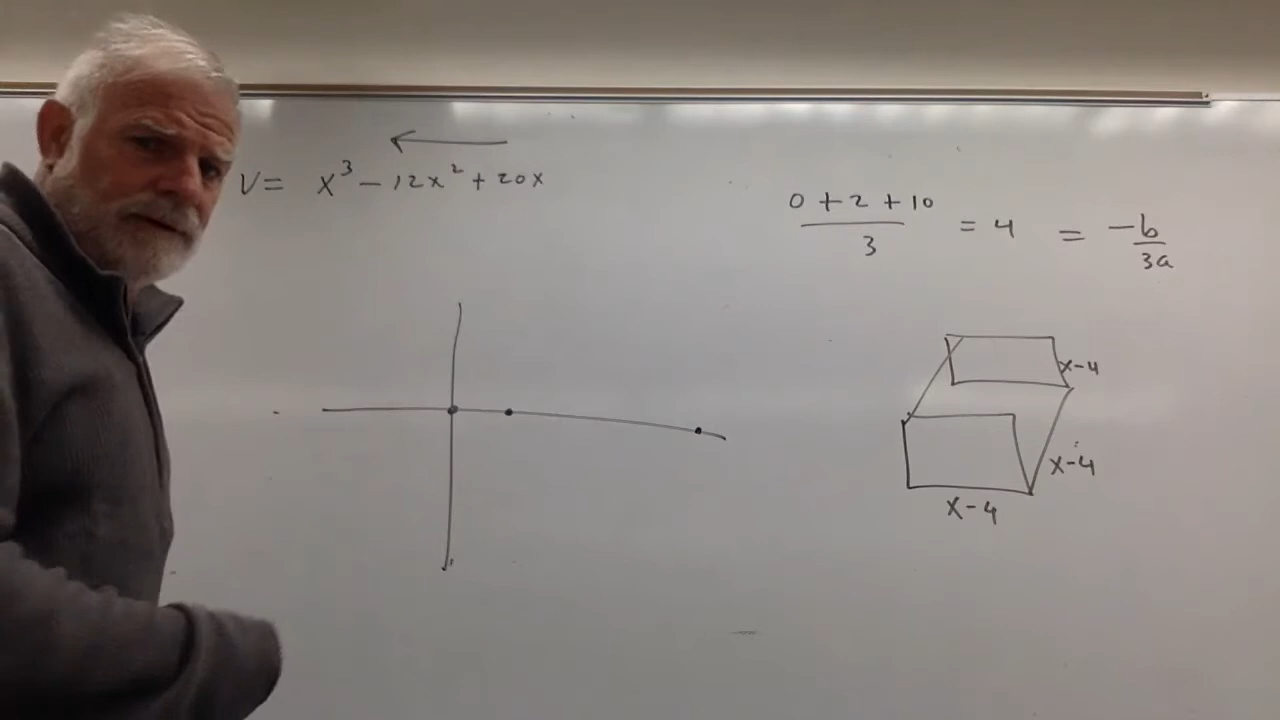 V = x³ - 12x² + 20x
0 + 2 + 10 / 3 = 4 = -b / 3a
x-4
x-4
x-4